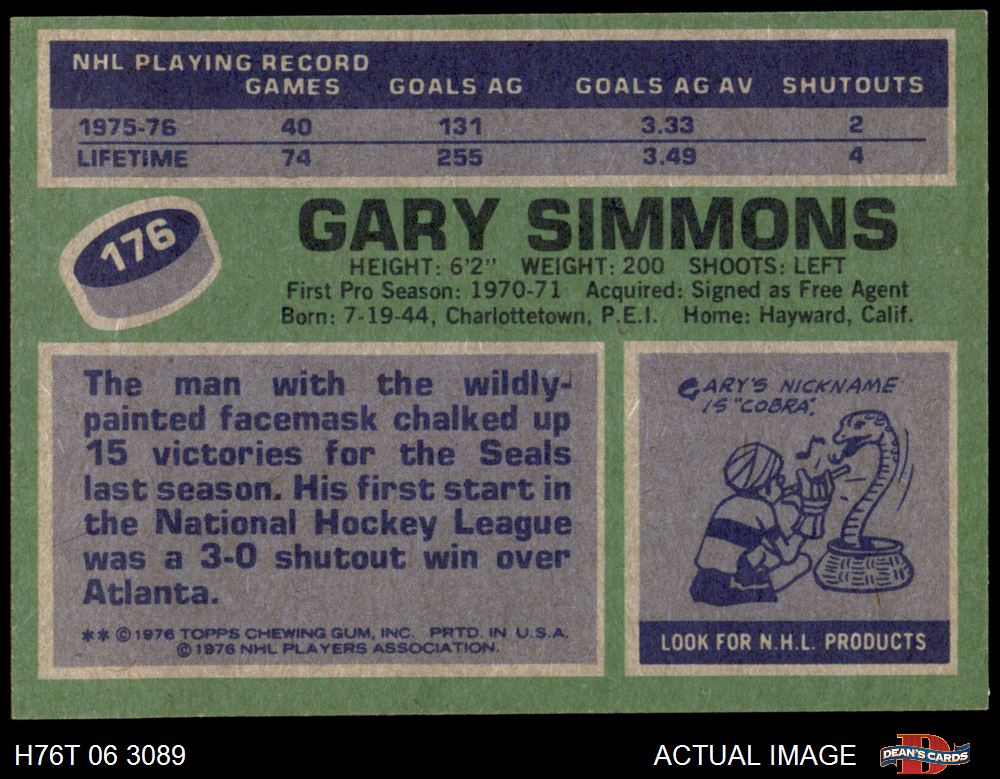 NHL PLAYING RECORD
GAMES GOALS AG GOALS AG AV SHUTOUTS
1975-76 40 131 3.33 2
LIFETIME 74 255 3.49 4
176
GARY SIMMONS
HEIGHT: 6'2" WEIGHT: 200 SHOOTS: LEFT
First Pro Season: 1970-71 Acquired: Signed as Free Agent
Born: 7-19-44, Charlottetown, P.E.I. Home: Hayward, Calif.
The man with the wildly-
painted facemask chalked up
15 victories for the Seals
last season. His first start in
the National Hockey League
was a 3-0 shutout win over
Atlanta.
** ©1976 TOPPS CHEWING GUM, INC. PRTD. IN U.S.A.
©1976 NHL PLAYERS ASSOCIATION.
GARY'S NICKNAME
IS "COBRA".
LOOK FOR N.H.L. PRODUCTS
H76T 06 3089
ACTUAL IMAGE
D
DEAN'S CARDS